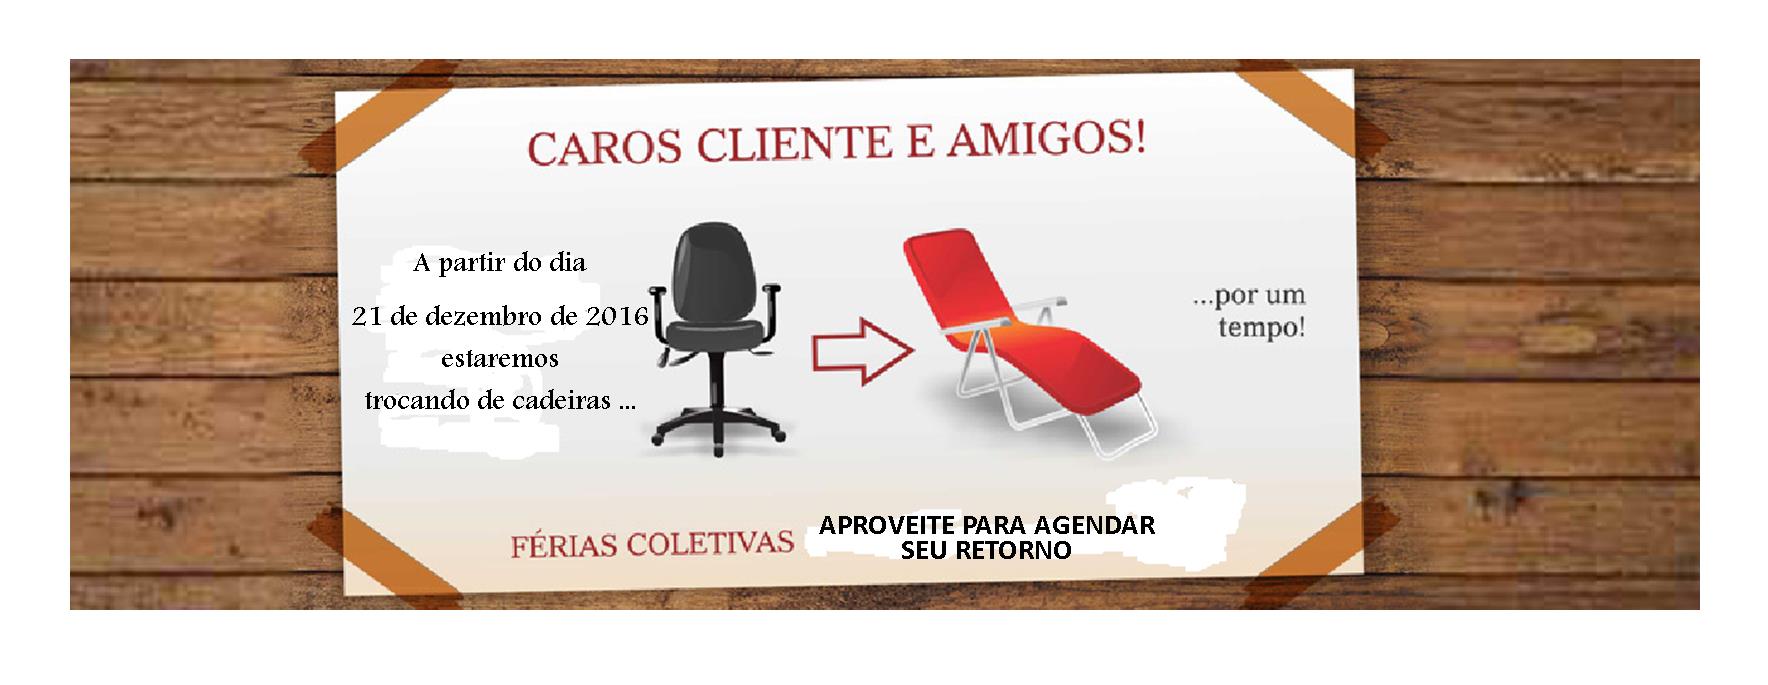 CAROS CLIENTE E AMIGOS!
A partir do dia
21 de dezembro de 2016
estaremos
trocando de cadeiras ...
...por um
tempo!
FÉRIAS COLETIVAS
APROVEITE PARA AGENDAR
SEU RETORNO